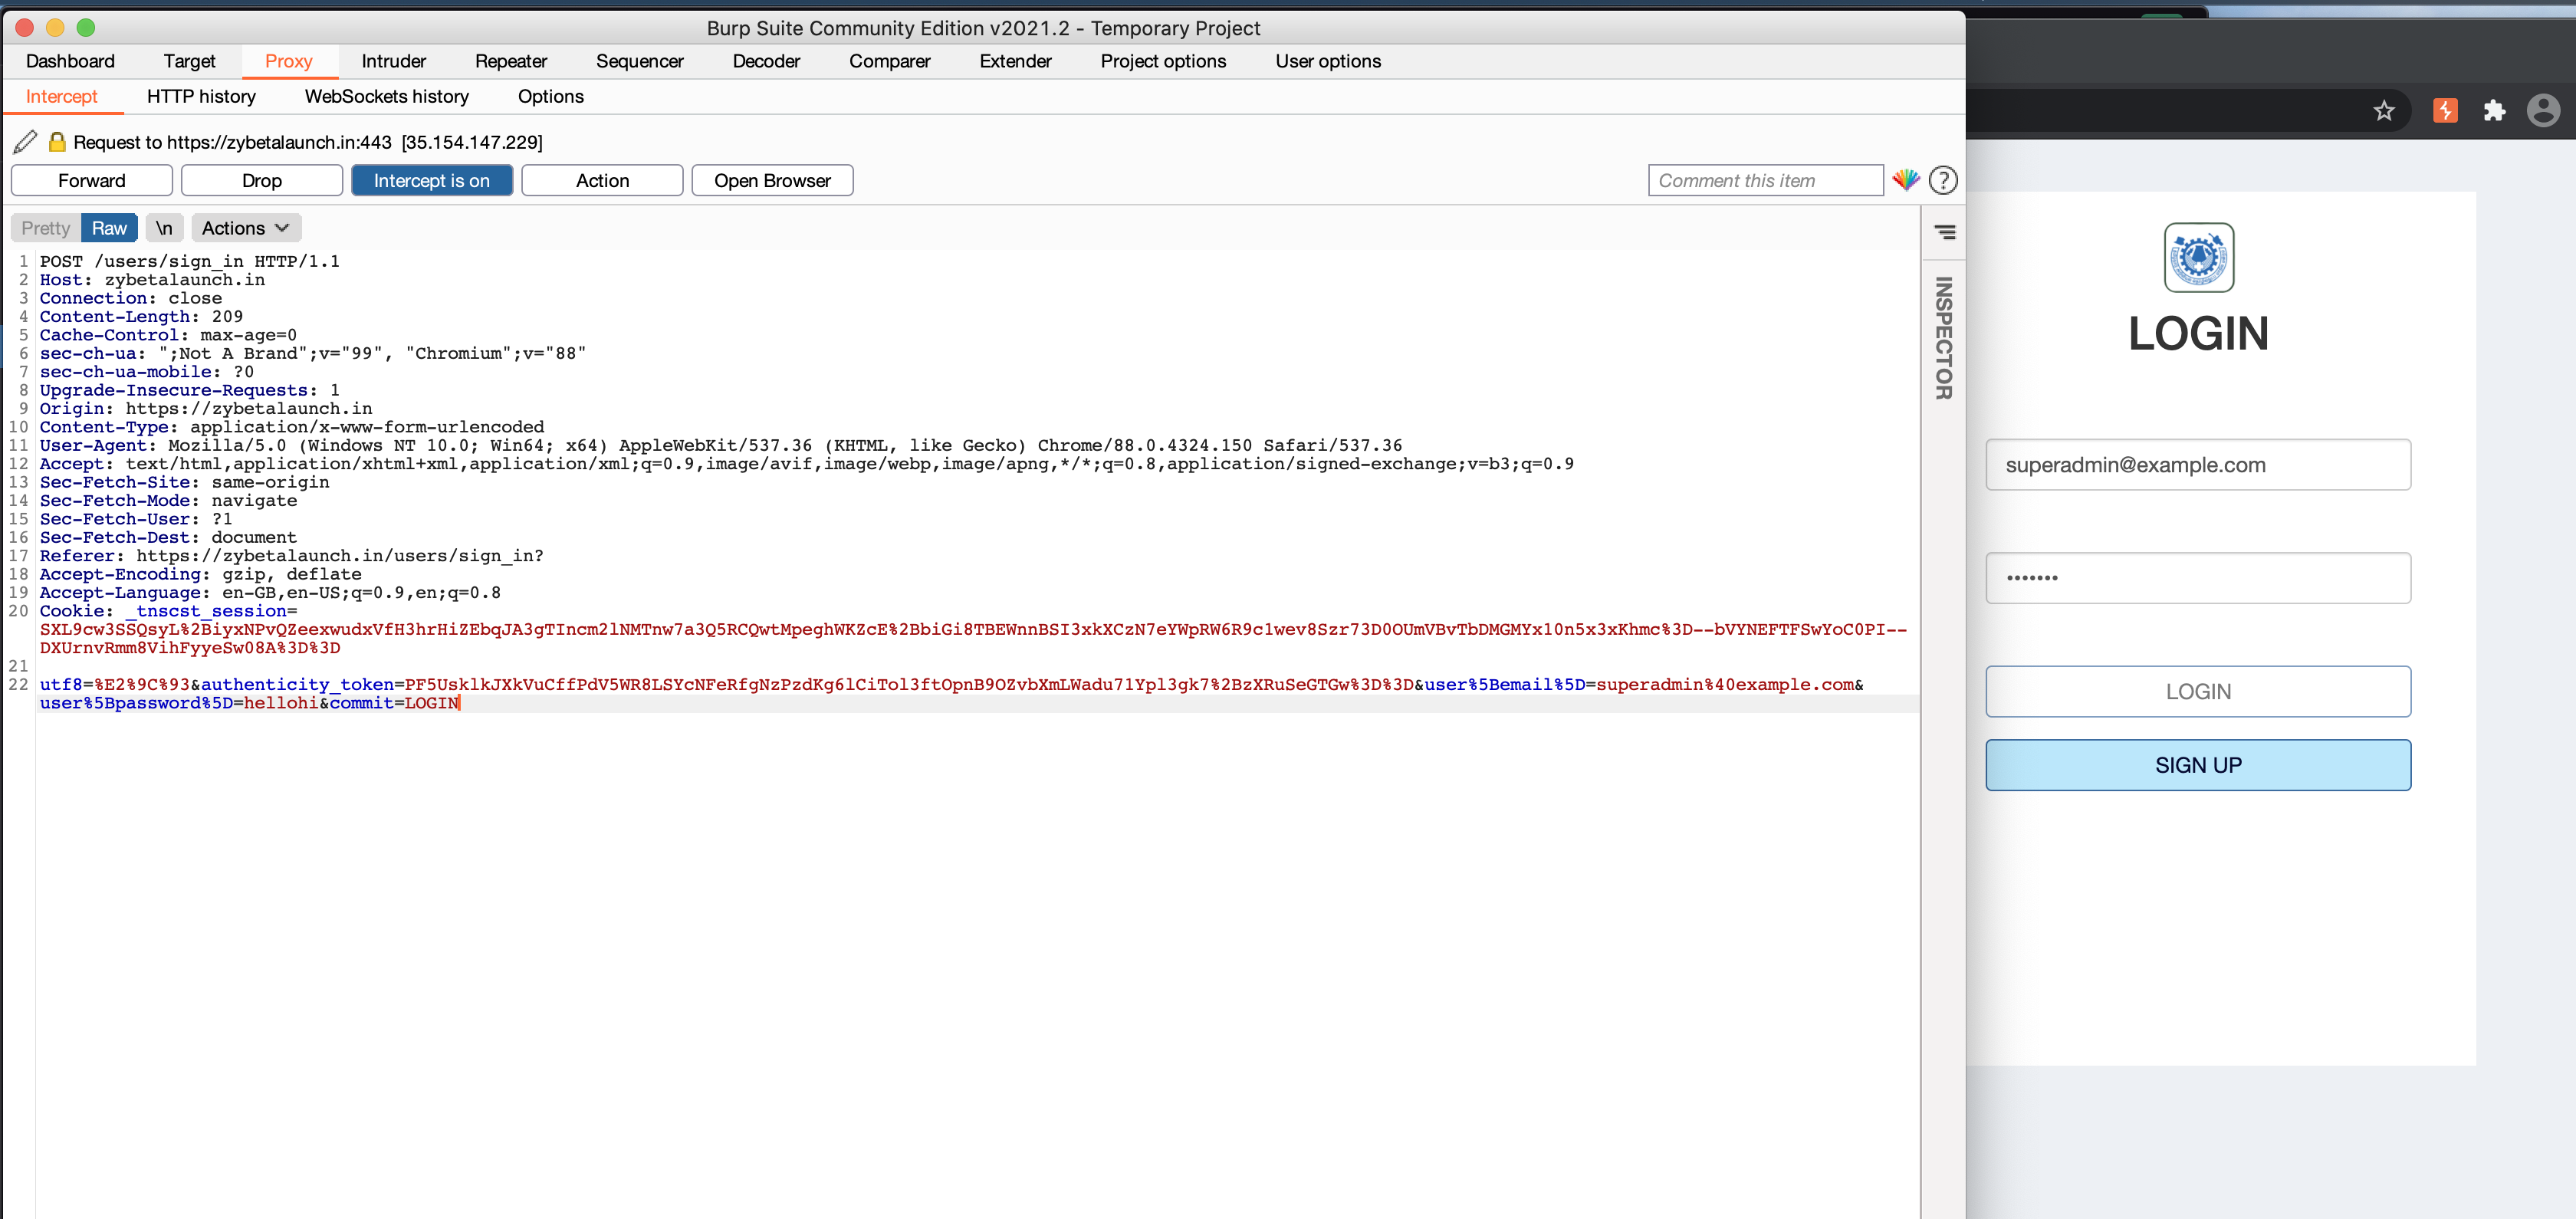 Burp Suite Community Edition v2021.2 - Temporary Project
Dashboard Target Proxy Intruder Repeater Sequencer Decoder Comparer Extender Project options User options
Intercept HTTP history WebSockets history Options
Request to https://zybetalaunch.in:443 [35.154.147.229]
Forward Drop Intercept is on Action Open Browser Comment this item ?
Pretty Raw \n Actions
1 POST /users/sign_in HTTP/1.1
2 Host: zybetalaunch.in
3 Connection: close
4 Content-Length: 209
5 Cache-Control: max-age=0
6 sec-ch-ua: ";Not A Brand";v="99", "Chromium";v="88"
7 sec-ch-ua-mobile: ?0
8 Upgrade-Insecure-Requests: 1
9 Origin: https://zybetalaunch.in
10 Content-Type: application/x-www-form-urlencoded
11 User-Agent: Mozilla/5.0 (Windows NT 10.0; Win64; x64) AppleWebKit/537.36 (KHTML, like Gecko) Chrome/88.0.4324.150 Safari/537.36
12 Accept: text/html,application/xhtml+xml,application/xml;q=0.9,image/avif,image/webp,image/apng,*/*;q=0.8,application/signed-exchange;v=b3;q=0.9
13 Sec-Fetch-Site: same-origin
14 Sec-Fetch-Mode: navigate
15 Sec-Fetch-User: ?1
16 Sec-Fetch-Dest: document
17 Referer: https://zybetalaunch.in/users/sign_in?
18 Accept-Encoding: gzip, deflate
19 Accept-Language: en-GB,en-US;q=0.9,en;q=0.8
20 Cookie: _tnscst_session=
SXL9cw3SSQsyL%2BiyxNPvQZeexwudxVfH3hrHiZEbqJA3gTIncm2lNMTnw7a3Q5RCQwtMpeghWKZcE%2BbiGi8TBEWnnBSI3xkXCzN7eYWpRW6R9c1wev8Szr73D0OUmVBvTbDMGMYx10n5x3xKhmc%3D--bVYNEFTFSwYoC0PI--
DXUrnvRmm8VihFyyeSw08A%3D%3D
21
22 utf8=%E2%9C%93&authenticity_token=PF5UsklkJXkVuCffPdV5WR8LSYcNFeRfgNzPzdKg6lCiTol3ftOpnB9OZvbXmLWadu71Ypl3gk7%2BzXRuSeGTGw%3D%3D&user%5Bemail%5D=superadmin%40example.com&
user%5Bpassword%5D=hellohi&commit=LOGIN
INSPECTOR
LOGIN
superadmin@example.com
•••••••
LOGIN
SIGN UP